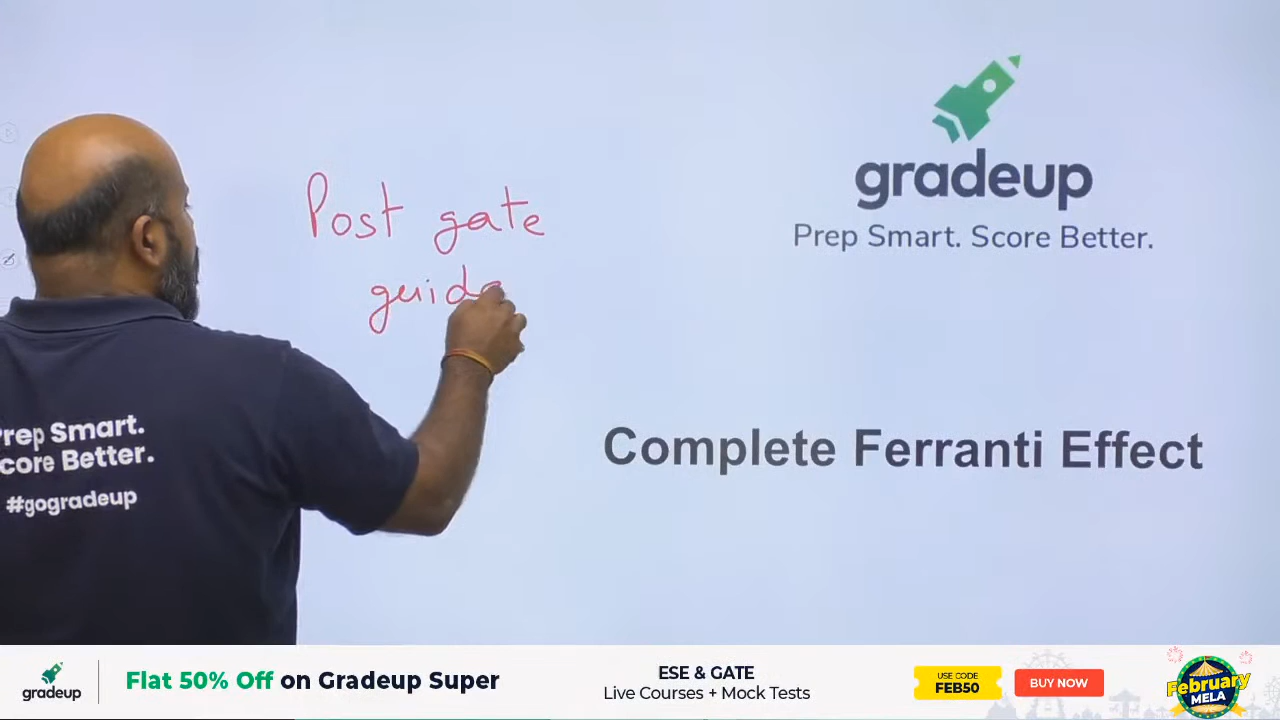 gradeup
Prep Smart. Score Better.
Post gate
Complete Ferranti Effect
Prep Smart.
Score Better.
#gogradeup
gradeup
Flat 50% Off on Gradeup Super
ESE & GATE
Live Courses + Mock Tests
USE CODE
FEB50
BUY NOW
February
MELA